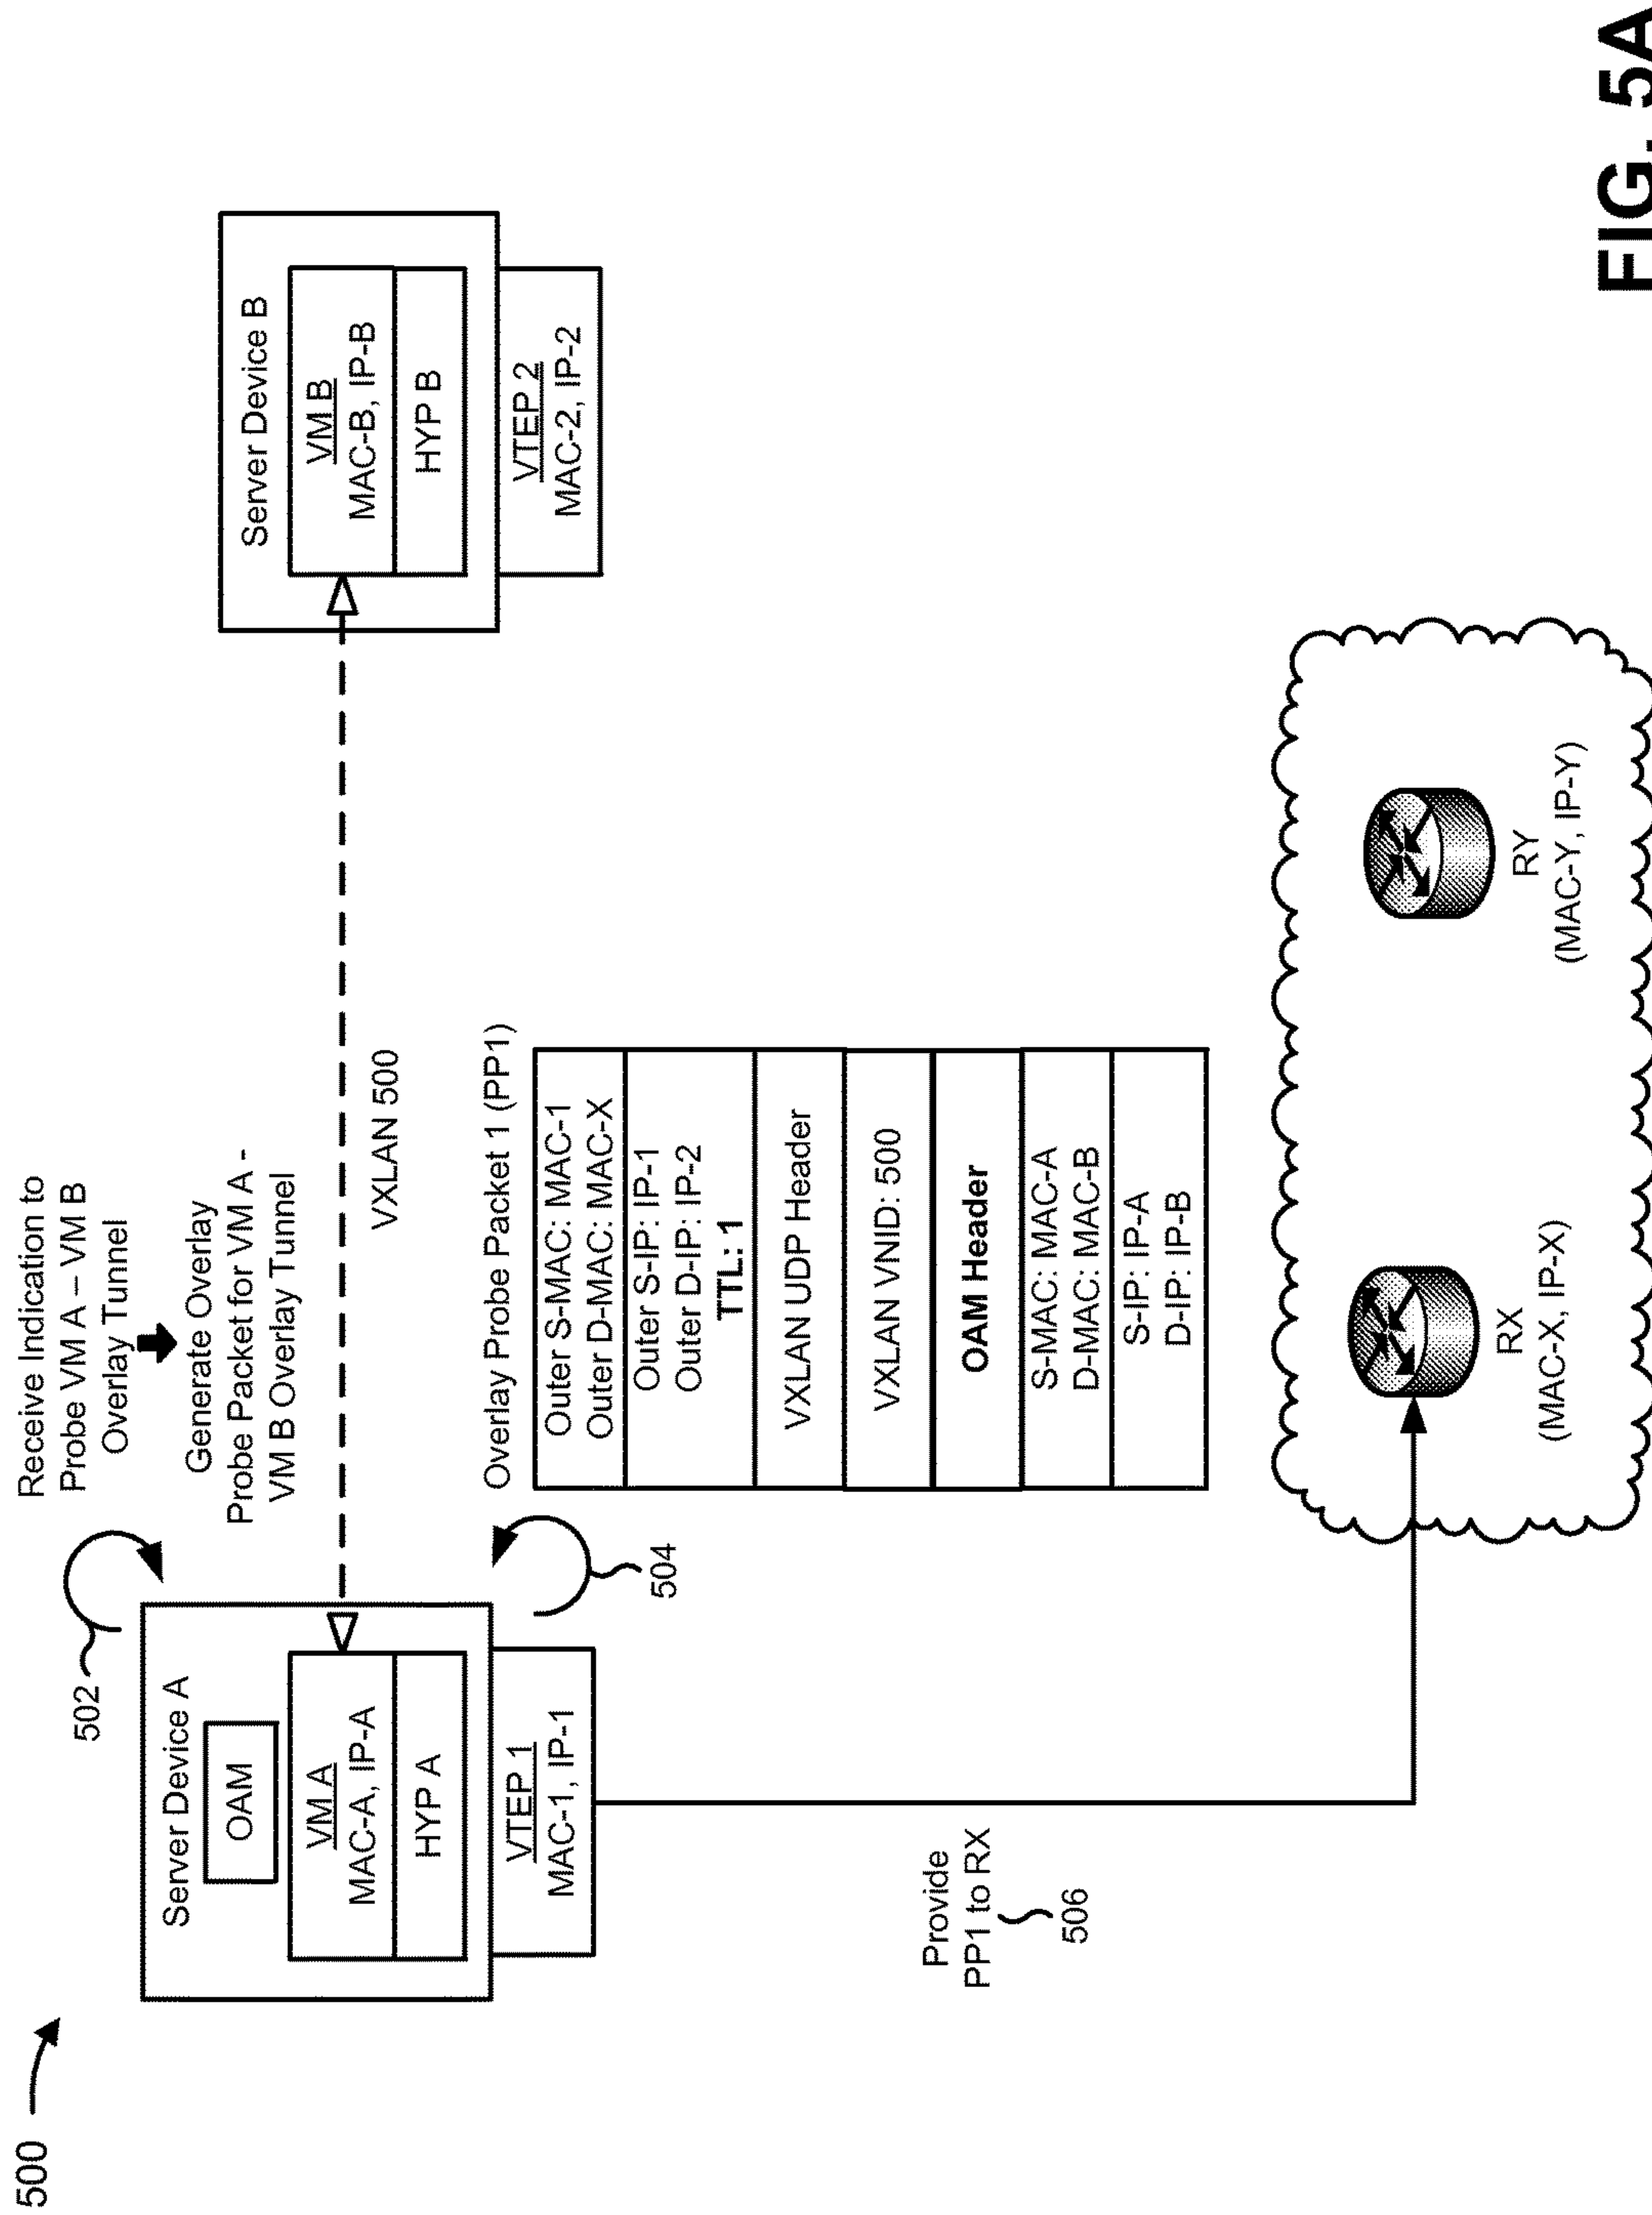 500
502
Receive Indication to
Probe VM A – VM B
Overlay Tunnel
Generate Overlay
Probe Packet for VM A -
VM B Overlay Tunnel
Server Device A
OAM
VM A
MAC-A, IP-A
HYP A
VTEP 1
MAC-1, IP-1
VXLAN 500
Server Device B
VM B
MAC-B, IP-B
HYP B
VTEP 2
MAC-2, IP-2
504
Overlay Probe Packet 1 (PP1)
Outer S-MAC: MAC-1
Outer D-MAC: MAC-X
Outer S-IP: IP-1
Outer D-IP: IP-2
TTL: 1
VXLAN UDP Header
VXLAN VNID: 500
OAM Header
S-MAC: MAC-A
D-MAC: MAC-B
S-IP: IP-A
D-IP: IP-B
Provide
PP1 to RX
506
RX
(MAC-X, IP-X)
RY
(MAC-Y, IP-Y)
FIG. 5A